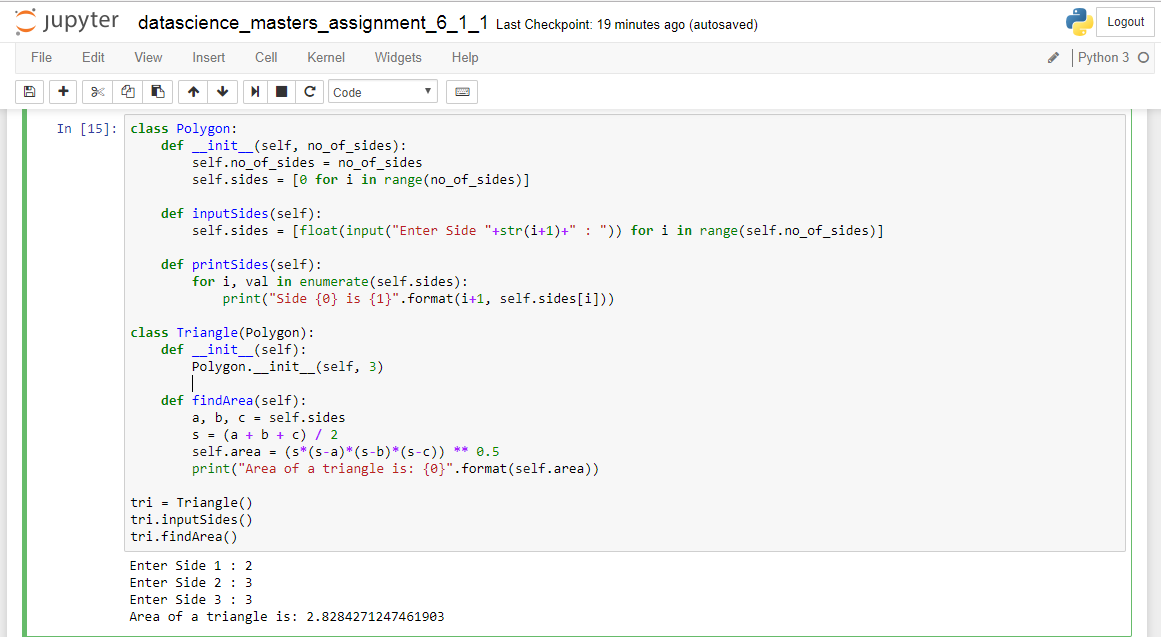 jupyter datascience_masters_assignment_6_1_1 Last Checkpoint: 19 minutes ago (autosaved) Logout
File Edit View Insert Cell Kernel Widgets Help Python 3
Code
In [15]: class Polygon:
    def __init__(self, no_of_sides):
        self.no_of_sides = no_of_sides
        self.sides = [0 for i in range(no_of_sides)]

    def inputSides(self):
        self.sides = [float(input("Enter Side "+str(i+1)+" : ")) for i in range(self.no_of_sides)]

    def printSides(self):
        for i, val in enumerate(self.sides):
            print("Side {0} is {1}".format(i+1, self.sides[i]))

class Triangle(Polygon):
    def __init__(self):
        Polygon.__init__(self, 3)

    def findArea(self):
        a, b, c = self.sides
        s = (a + b + c) / 2
        self.area = (s*(s-a)*(s-b)*(s-c)) ** 0.5
        print("Area of a triangle is: {0}".format(self.area))

tri = Triangle()
tri.inputSides()
tri.findArea()
Enter Side 1 : 2
Enter Side 2 : 3
Enter Side 3 : 3
Area of a triangle is: 2.8284271247461903